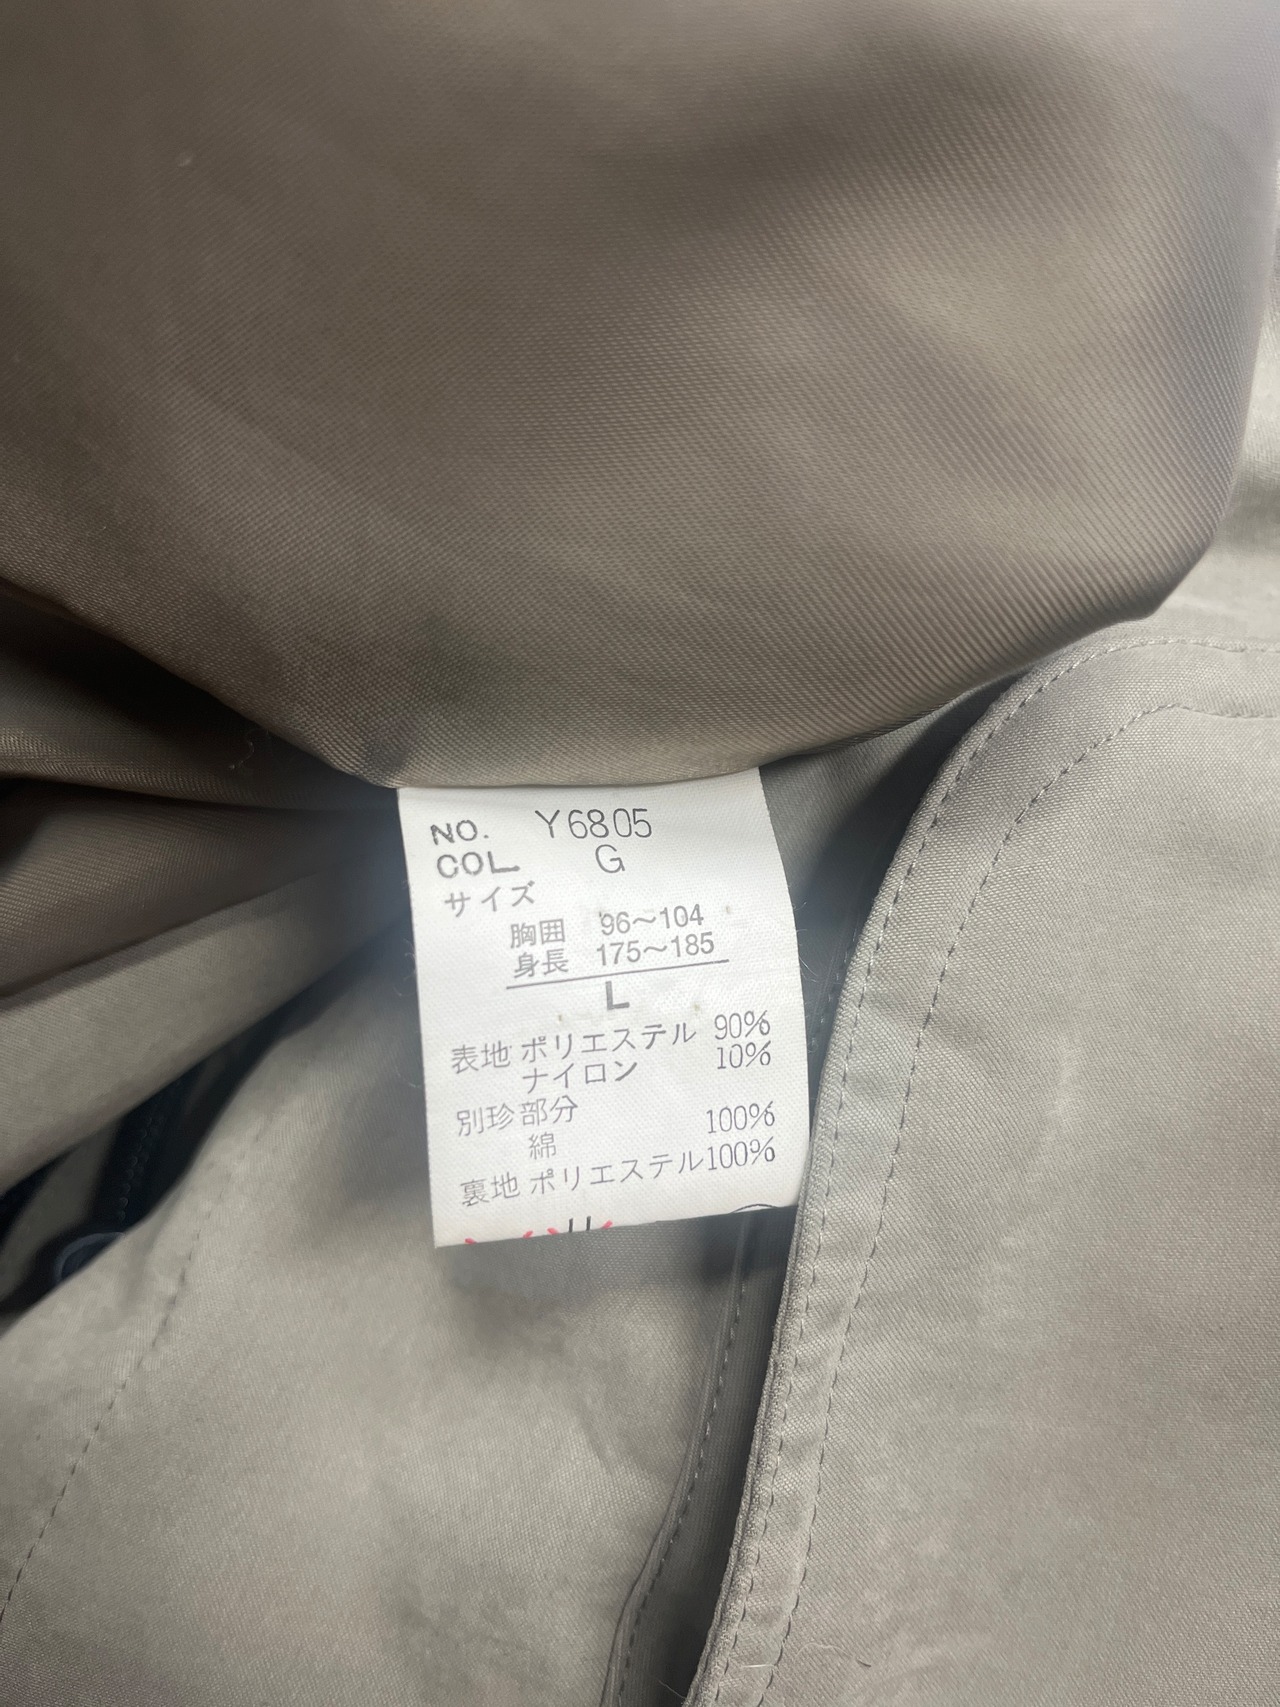 NO. Y6805
COL. G
サイズ
胸囲 96〜104
身長 175〜185
L
表地 ポリエステル 90%
ナイロン 10%
別珍部分
綿 100%
裏地 ポリエステル100%